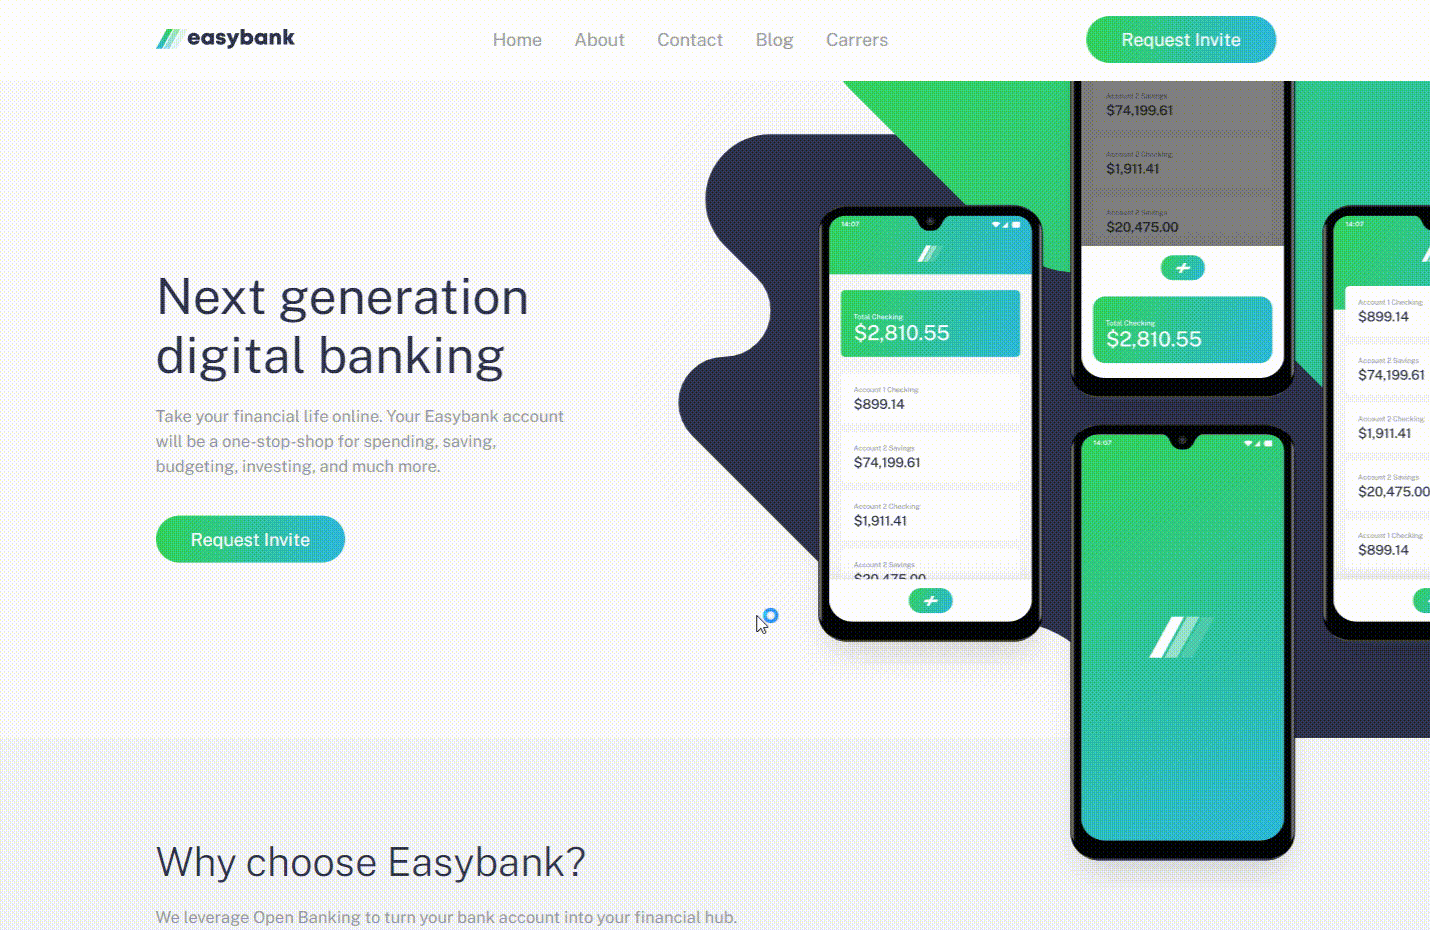 easybank
Home About Contact Blog Carrers
Request Invite
Next generation
digital banking
Take your financial life online. Your Easybank account
will be a one-stop-shop for spending, saving,
budgeting, investing, and much more.
Request Invite
14:07
Total Checking
$2,810.55
Account 1 Checking
$899.14
Account 2 Savings
$74,199.61
Account 2 Checking
$1,911.41
Account 2 Savings
$20,475.00
Account 2 Savings
$74,199.61
Account 2 Checking
$1,911.41
Account 2 Savings
$20,475.00
Total Checking
$2,810.55
14:07
14:07
Account 1 Checking
$899.14
Account 2 Savings
$74,199.61
Account 2 Checking
$1,911.41
Account 2 Savings
$20,475.00
Account 1 Checking
$899.14
Why choose Easybank?
We leverage Open Banking to turn your bank account into your financial hub.